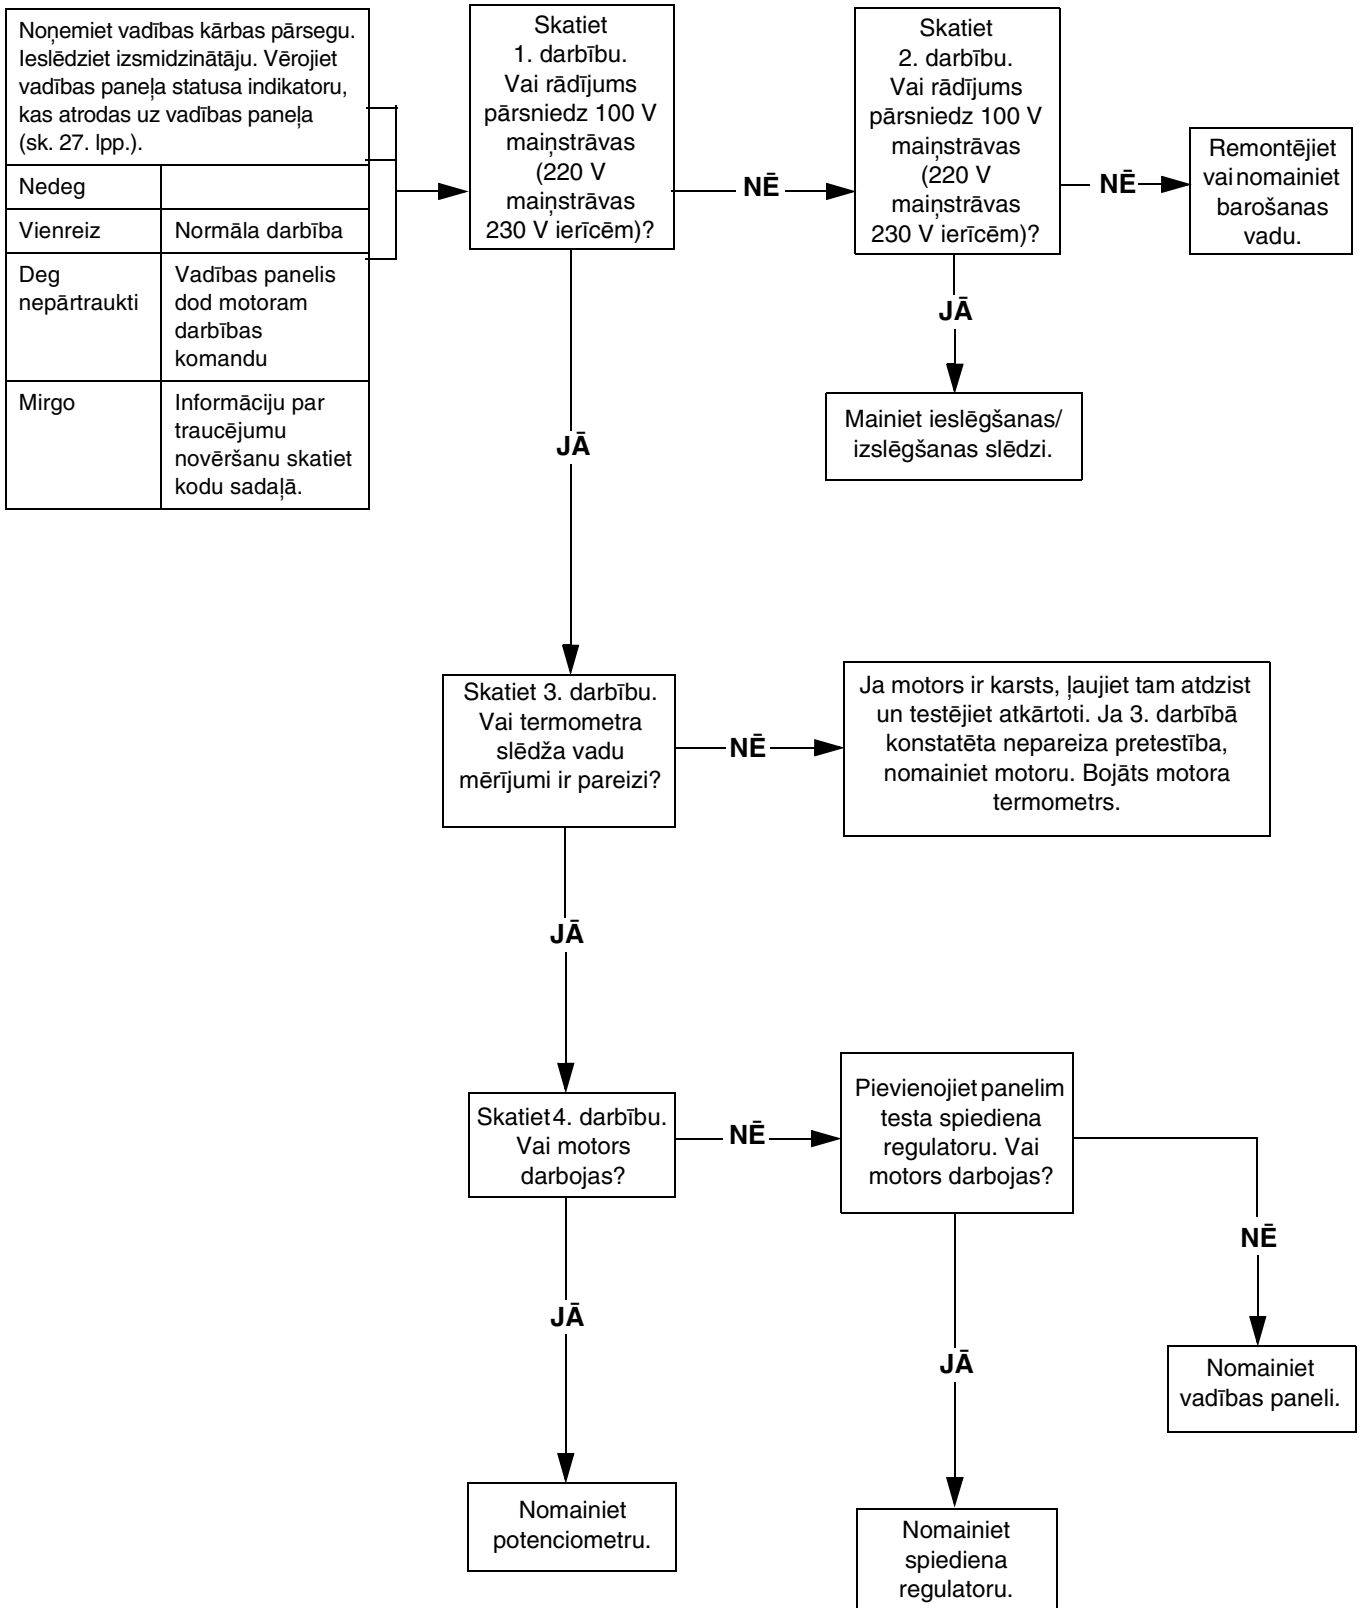 Noņemiet vadības kārbas pārsegu.
Ieslēdziet izsmidzinātāju. Vērojiet
vadības paneļa statusa indikatoru,
kas atrodas uz vadības paneļa
(sk. 27. lpp.).
Nedeg
Vienreiz
Normāla darbība
Deg
nepārtraukti
Vadības panelis
dod motoram
darbības
komandu
Mirgo
Informāciju par
traucējumu
novēršanu skatiet
kodu sadaļā.
Skatiet
1. darbību.
Vai rādījums
pārsniedz 100 V
maiņstrāvas
(220 V
maiņstrāvas
230 V ierīcēm)?
NĒ
Skatiet
2. darbību.
Vai rādījums
pārsniedz 100 V
maiņstrāvas
(220 V
maiņstrāvas
230 V ierīcēm)?
NĒ
Remontējiet
vai nomainiet
barošanas
vadu.
JĀ
Mainiet ieslēgšanas/
izslēgšanas slēdzi.
JĀ
Skatiet 3. darbību.
Vai termometra
slēdža vadu
mērījumi ir pareizi?
NĒ
Ja motors ir karsts, ļaujiet tam atdzist
un testējiet atkārtoti. Ja 3. darbībā
konstatēta nepareiza pretestība,
nomainiet motoru. Bojāts motora
termometrs.
JĀ
Skatiet 4. darbību.
Vai motors
darbojas?
NĒ
Pievienojiet panelim
testa spiediena
regulatoru. Vai
motors darbojas?
NĒ
Nomainiet
vadības paneli.
JĀ
Nomainiet
potenciometru.
JĀ
Nomainiet
spiediena
regulatoru.